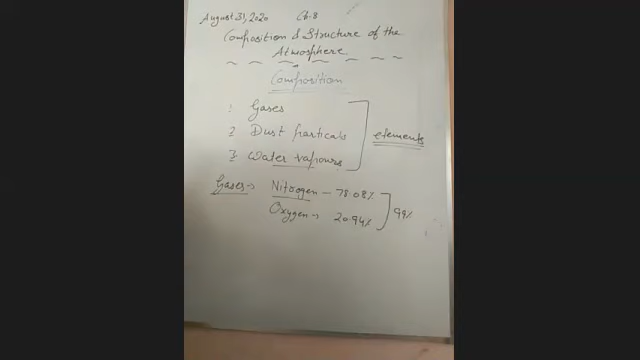 August 31, 2020 Ch-8
Composition & Structure of the
Atmosphere
Composition
1 Gases
2 Dust particals
3 Water vapours
elements
Gases → Nitrogen — 78.08%
Oxygen → 20.94%
99%